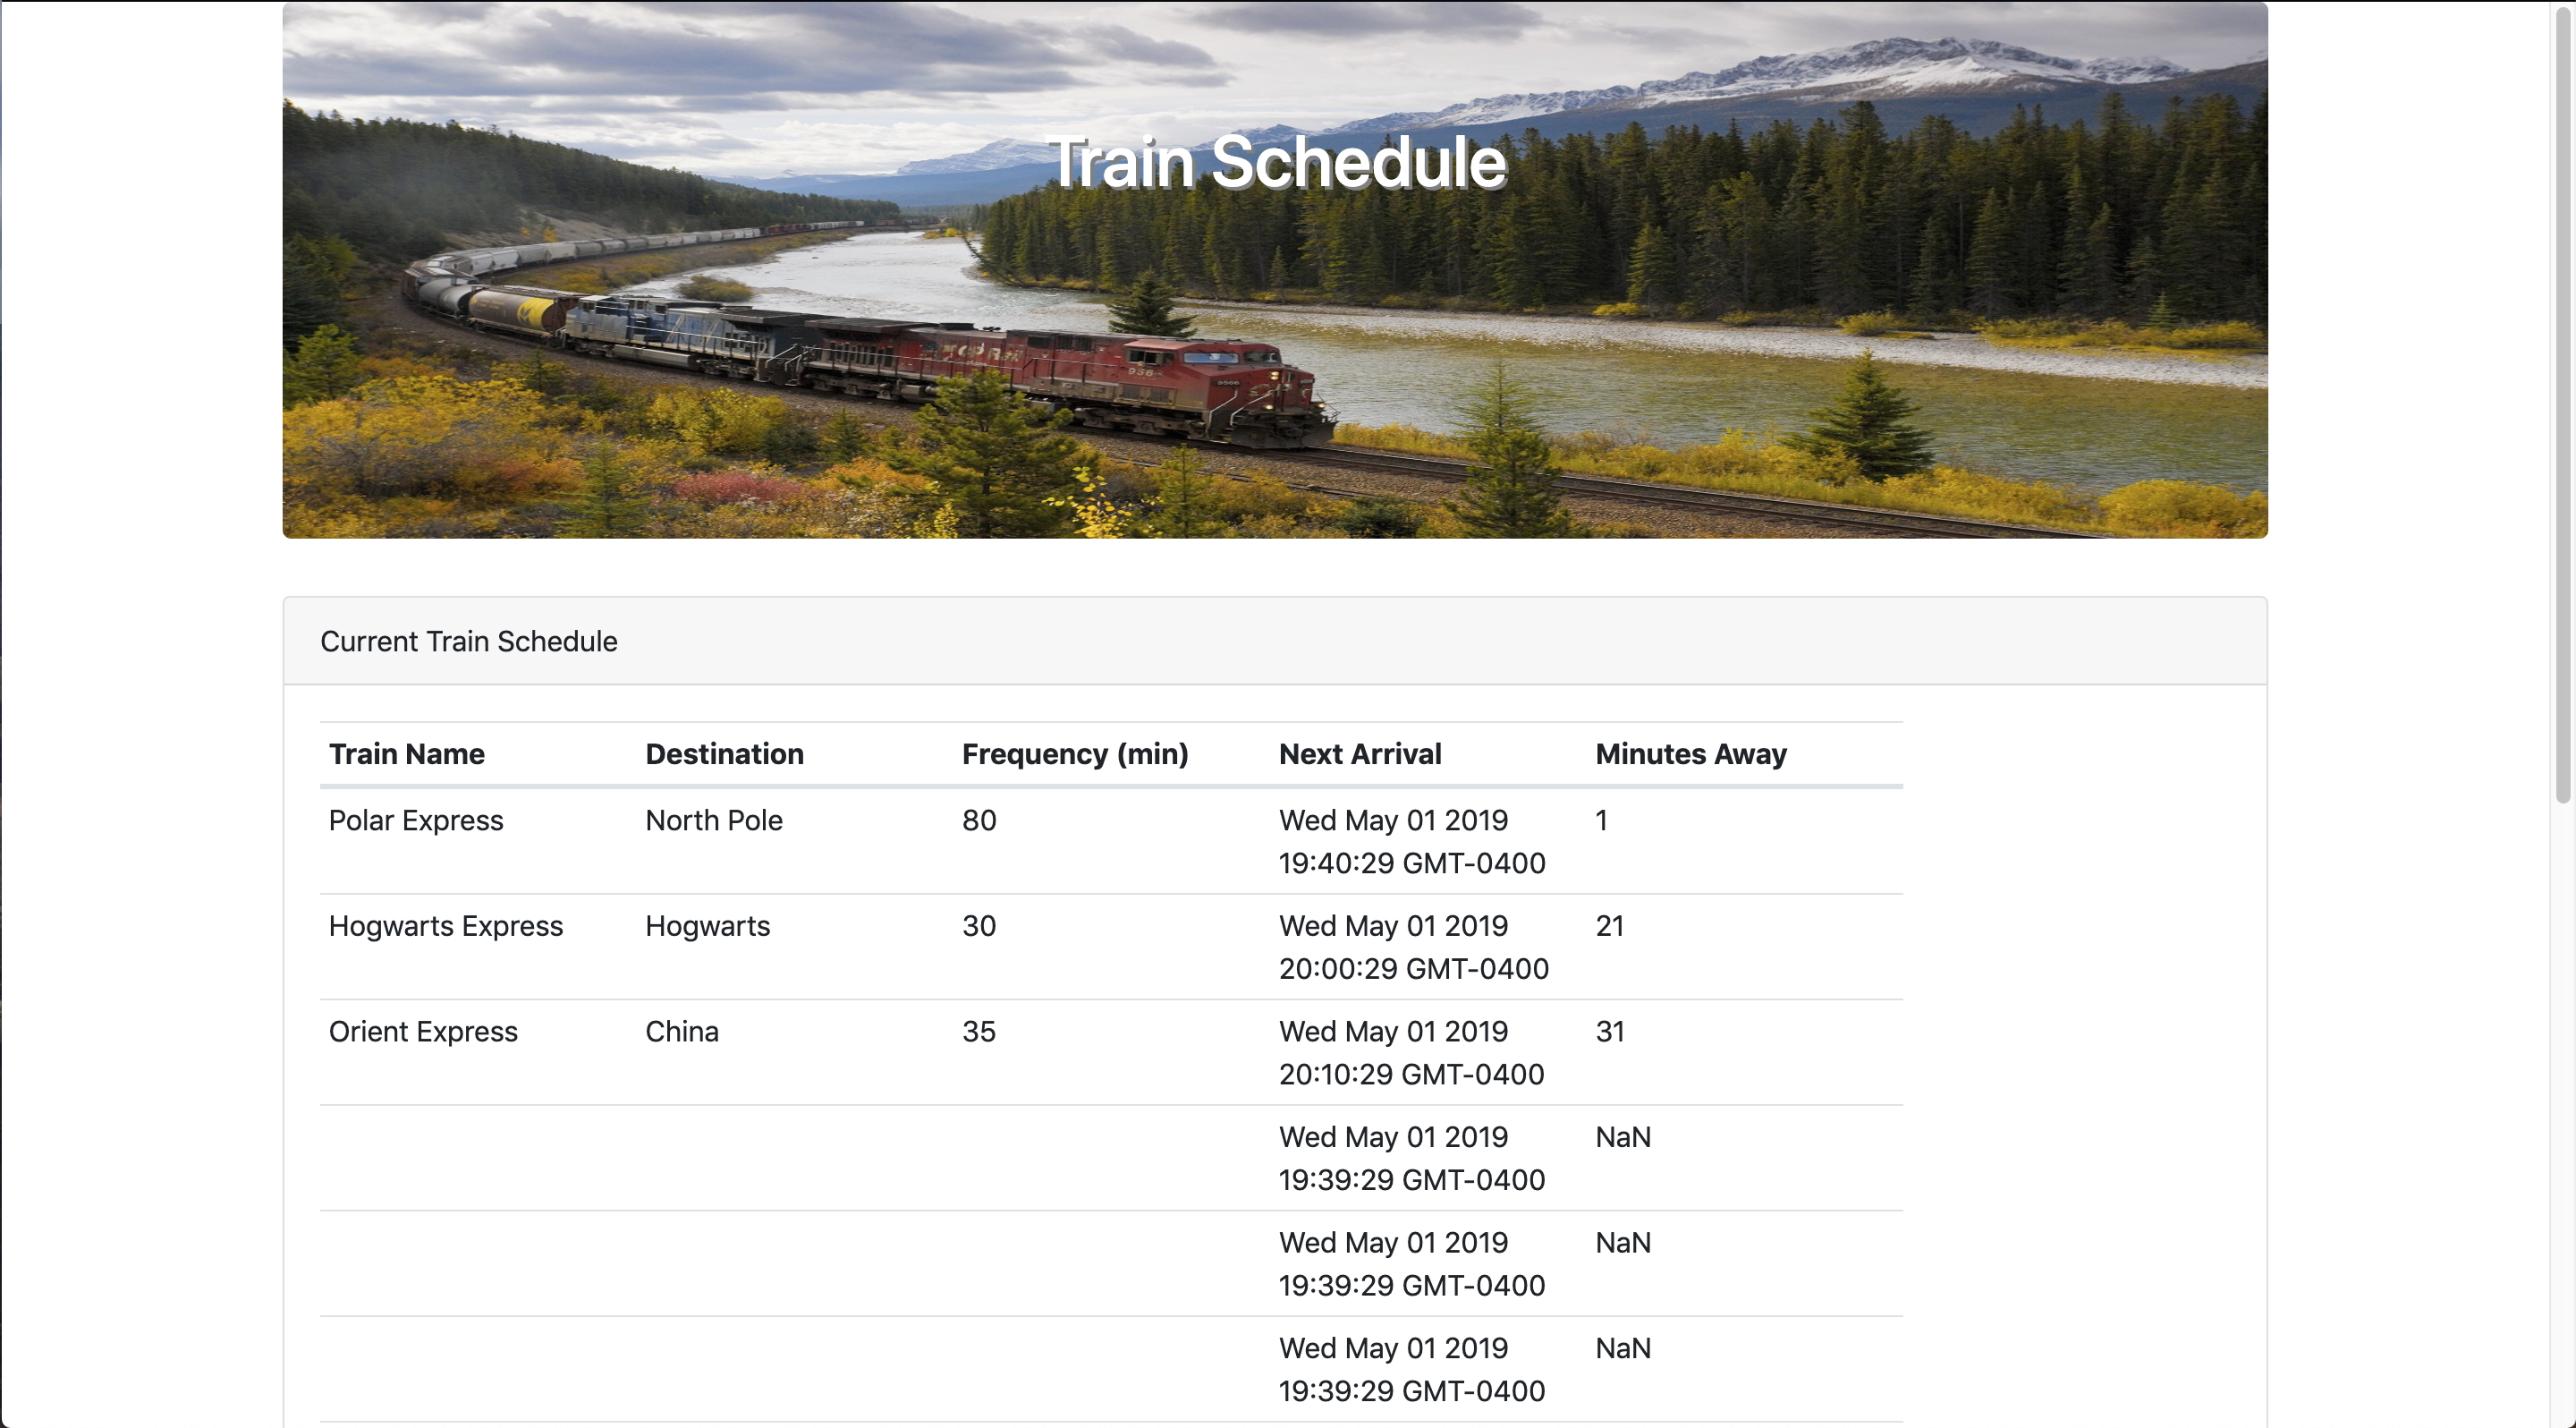 Train Schedule
Current Train Schedule
Train Name Destination Frequency (min) Next Arrival Minutes Away
Polar Express North Pole 80 Wed May 01 2019 1
19:40:29 GMT-0400
Hogwarts Express Hogwarts 30 Wed May 01 2019 21
20:00:29 GMT-0400
Orient Express China 35 Wed May 01 2019 31
20:10:29 GMT-0400
Wed May 01 2019 NaN
19:39:29 GMT-0400
Wed May 01 2019 NaN
19:39:29 GMT-0400
Wed May 01 2019 NaN
19:39:29 GMT-0400